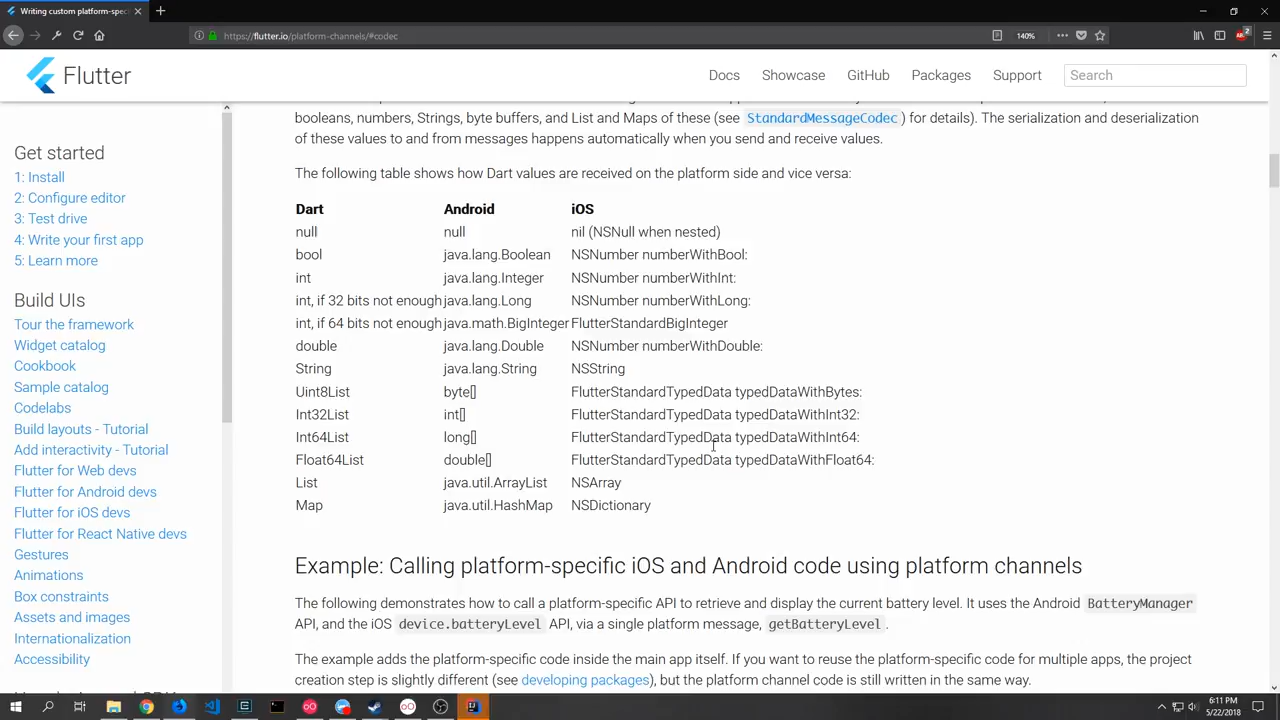 Writing custom platform-spec
https://flutter.io/platform-channels/#codec
140%
2
Flutter
Docs
Showcase
GitHub
Packages
Support
Search
Get started
1: Install
2: Configure editor
3: Test drive
4: Write your first app
5: Learn more
Build UIs
Tour the framework
Widget catalog
Cookbook
Sample catalog
Codelabs
Build layouts - Tutorial
Add interactivity - Tutorial
Flutter for Web devs
Flutter for Android devs
Flutter for iOS devs
Flutter for React Native devs
Gestures
Animations
Box constraints
Assets and images
Internationalization
Accessibility
booleans, numbers, Strings, byte buffers, and List and Maps of these (see StandardMessageCodec ) for details). The serialization and deserialization
of these values to and from messages happens automatically when you send and receive values.
The following table shows how Dart values are received on the platform side and vice versa:
Dart Android iOS
null null nil (NSNull when nested)
bool java.lang.Boolean NSNumber numberWithBool:
int java.lang.Integer NSNumber numberWithInt:
int, if 32 bits not enough java.lang.Long NSNumber numberWithLong:
int, if 64 bits not enough java.math.BigInteger FlutterStandardBigInteger
double java.lang.Double NSNumber numberWithDouble:
String java.lang.String NSString
Uint8List byte[] FlutterStandardTypedData typedDataWithBytes:
Int32List int[] FlutterStandardTypedData typedDataWithInt32:
Int64List long[] FlutterStandardTypedData typedDataWithInt64:
Float64List double[] FlutterStandardTypedData typedDataWithFloat64:
List java.util.ArrayList NSArray
Map java.util.HashMap NSDictionary
Example: Calling platform-specific iOS and Android code using platform channels
The following demonstrates how to call a platform-specific API to retrieve and display the current battery level. It uses the Android BatteryManager
API, and the iOS device.batteryLevel API, via a single platform message, getBatteryLevel .
The example adds the platform-specific code inside the main app itself. If you want to reuse the platform-specific code for multiple apps, the project
creation step is slightly different (see developing packages), but the platform channel code is still written in the same way.
6:11 PM
5/22/2018